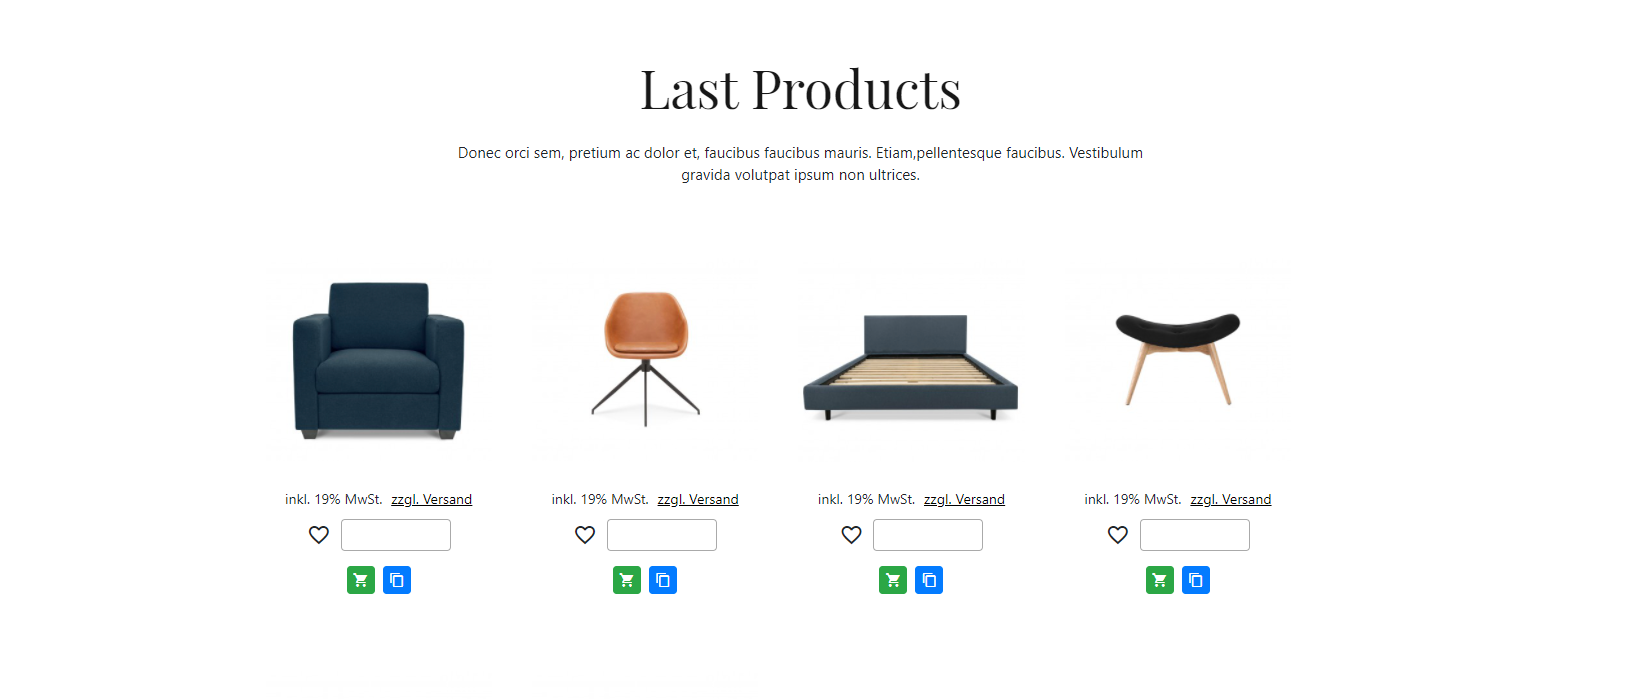 Last Products
Donec orci sem, pretium ac dolor et, faucibus faucibus mauris. Etiam,pellentesque faucibus. Vestibulum
gravida volutpat ipsum non ultrices.
inkl. 19% MwSt. zzgl. Versand
inkl. 19% MwSt. zzgl. Versand
inkl. 19% MwSt. zzgl. Versand
inkl. 19% MwSt. zzgl. Versand